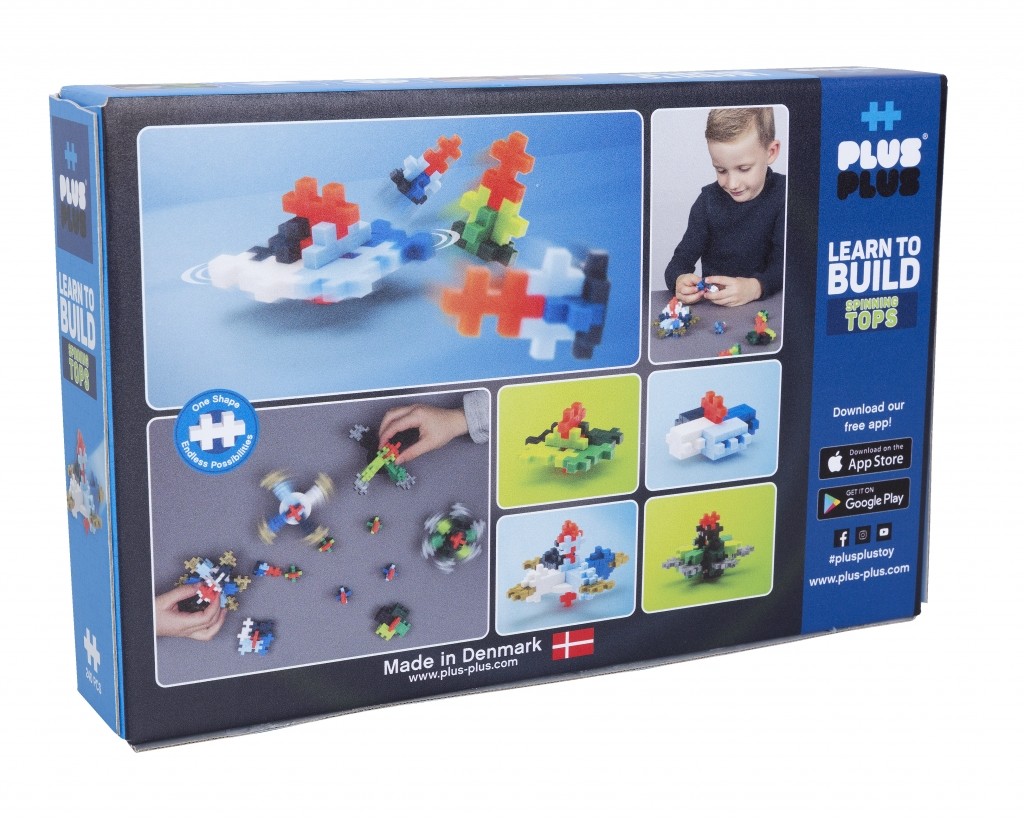 PLUS
PLUS
LEARN TO
BUILD
SPINNING
TOPS
240 PCS
One Shape
Endless Possibilities
Made in Denmark
www.plus-plus.com
PLUS®
PLUS
LEARN TO
BUILD
SPINNING
TOPS
Download our
free app!
Download on the
App Store
GET IT ON
Google Play
#plusplustoy
www.plus-plus.com